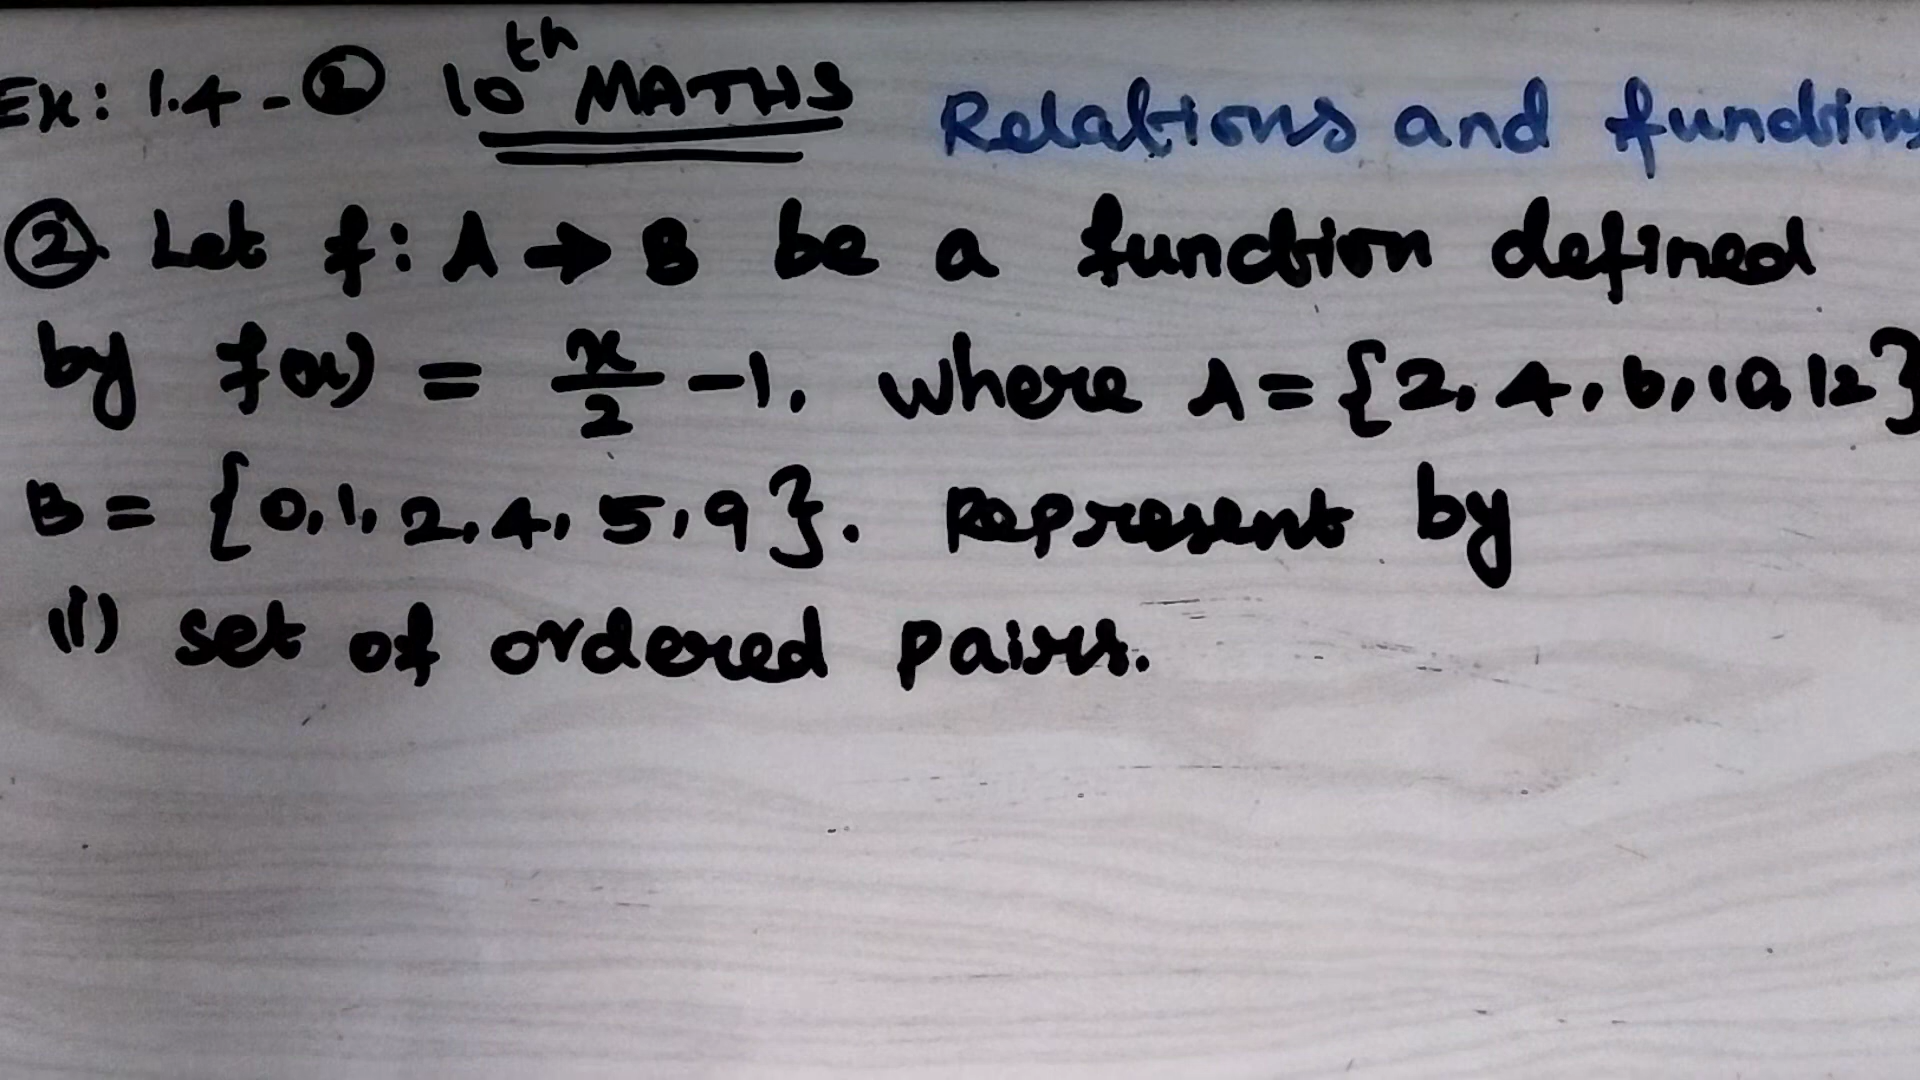 Ex: 1.4 - ② 10th MATHS Relations and functions
② Let f: A → B be a function defined
by f(x) = x/2 - 1, where A = {2, 4, 6, 10, 12}
B = {0, 1, 2, 4, 5, 9}. Represent by
(i) set of ordered pairs.